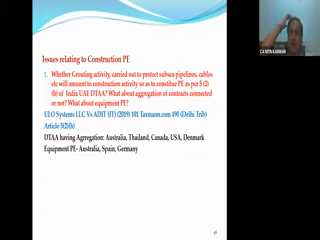 CA NITIN KANWAR
Issues relating to Construction PE
1. Whether Grouting activity, carried out to protect subsea pipelines, cables
etc will amount to construction activity so as to constitute PE as per 5 (2)
(h) of India UAE DTAA? What about aggregation of contracts connected
or not? What about equipment PE?
ULO Systems LLC Vs ADIT (IT) (2019) 101 Taxmann.com 490 (Delhi Trib)
Article 5(2)(h)
DTAA having Agerregation: Australia, Thailand, Canada, USA, Denmark
Equipment PE- Australia, Spain, Germany